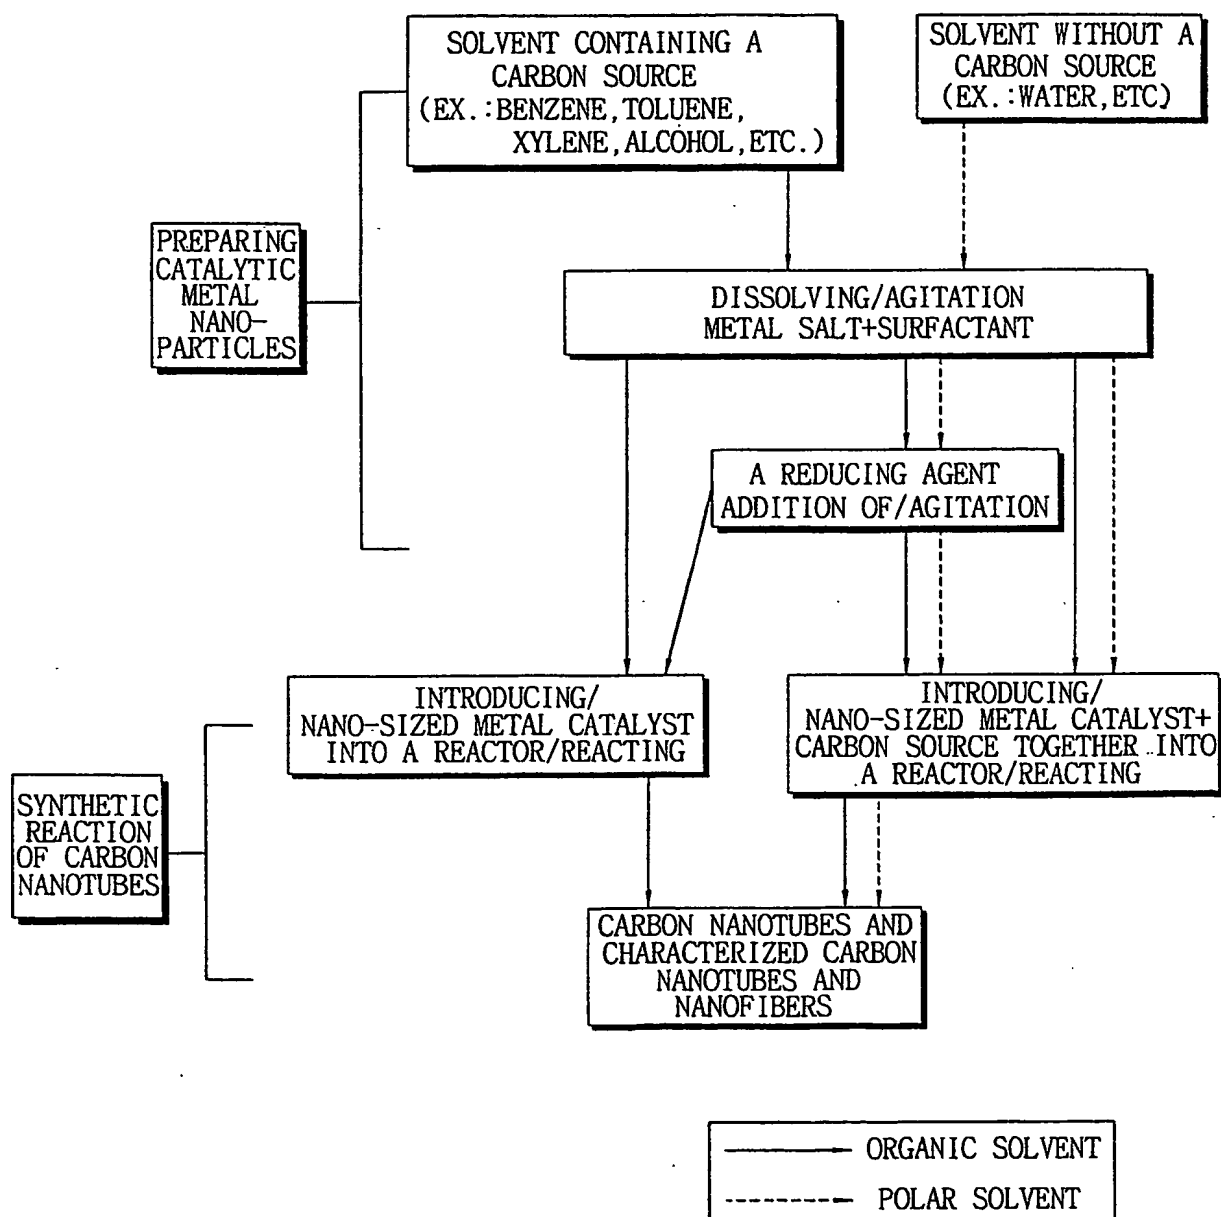 SOLVENT CONTAINING A
CARBON SOURCE
(EX.:BENZENE,TOLUENE,
XYLENE,ALCOHOL,ETC.)
SOLVENT WITHOUT A
CARBON SOURCE
(EX.:WATER,ETC)
PREPARING
CATALYTIC
METAL
NANO-
PARTICLES
DISSOLVING/AGITATION
METAL SALT+SURFACTANT
A REDUCING AGENT
ADDITION OF/AGITATION
INTRODUCING/
NANO-SIZED METAL CATALYST
INTO A REACTOR/REACTING
INTRODUCING/
NANO-SIZED METAL CATALYST+
CARBON SOURCE TOGETHER INTO
A REACTOR/REACTING
SYNTHETIC
REACTION
OF CARBON
NANOTUBES
CARBON NANOTUBES AND
CHARACTERIZED CARBON
NANOTUBES AND
NANOFIBERS
ORGANIC SOLVENT
POLAR SOLVENT